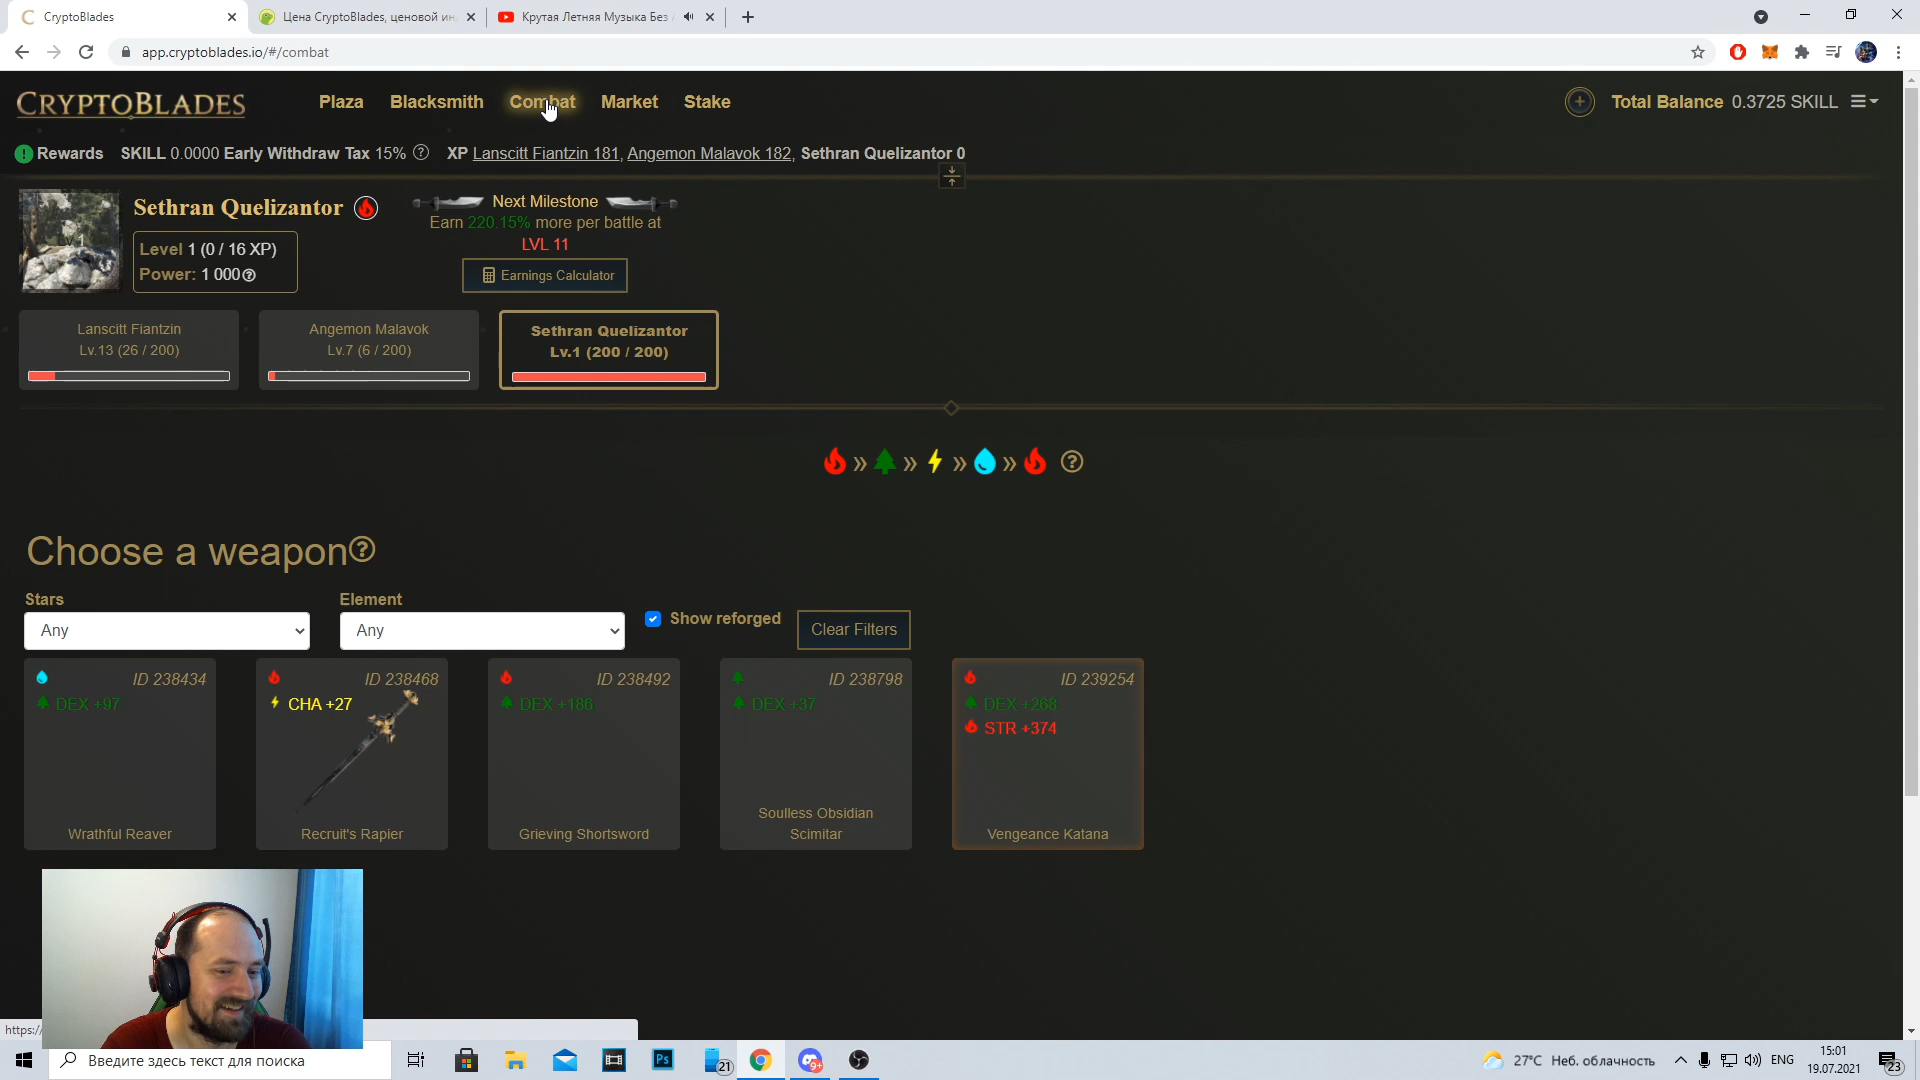 CryptoBlades
Цена CryptoBlades, ценовой ин
Крутая Летняя Музыка Без
app.cryptoblades.io/#/combat
CRYPTOBLADES
Plaza Blacksmith Combat Market Stake
Total Balance 0.3725 SKILL
Rewards SKILL 0.0000 Early Withdraw Tax 15% XP Lanscitt Fiantzin 181, Angemon Malavok 182, Sethran Quelizantor 0
Sethran Quelizantor
Level 1 (0 / 16 XP)
Power: 1 000
Next Milestone
Earn 220.15% more per battle at
LVL 11
Earnings Calculator
Lanscitt Fiantzin
Lv.13 (26 / 200)
Angemon Malavok
Lv.7 (6 / 200)
Sethran Quelizantor
Lv.1 (200 / 200)
Choose a weapon
Stars
Any
Element
Any
Show reforged
Clear Filters
ID 238434
DEX +97
Wrathful Reaver
ID 238468
CHA +27
Recruit's Rapier
ID 238492
DEX +186
Grieving Shortsword
ID 238798
DEX +37
Soulless Obsidian
Scimitar
ID 239254
DEX +268
STR +374
Vengeance Katana
https:/
Введите здесь текст для поиска
Ps
21
9+
27°C Неб. облачность
ENG
15:01
19.07.2021
23